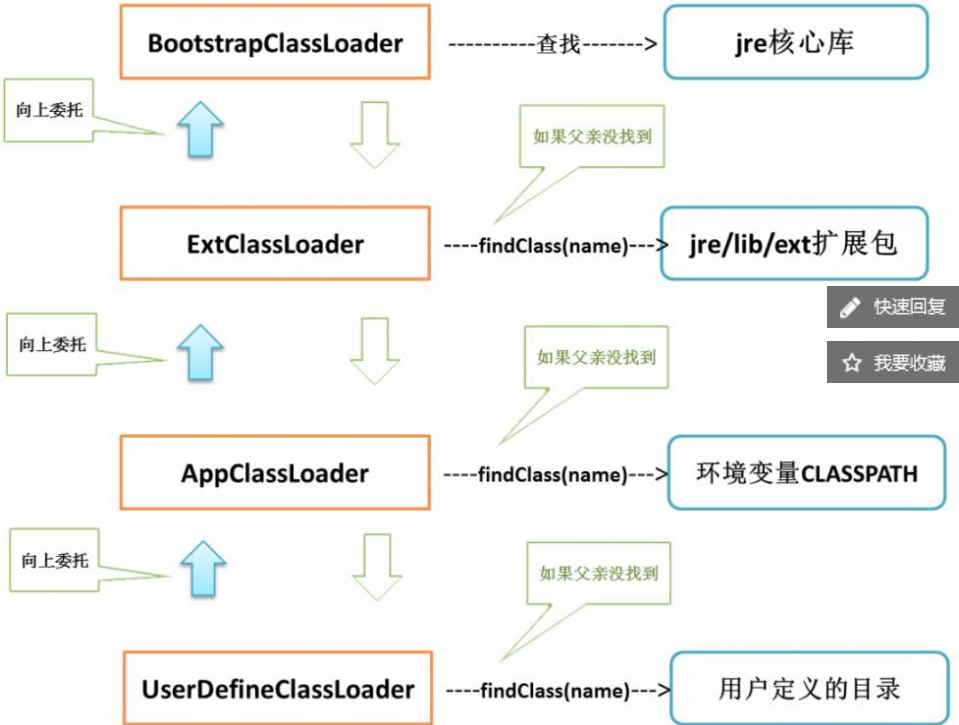 BootstrapClassLoader ----------查找-------> jre核心库
向上委托
如果父亲没找到
ExtClassLoader ----findClass(name)---> jre/lib/ext扩展包
快速回复
向上委托
如果父亲没找到
我要收藏
AppClassLoader ----findClass(name)---> 环境变量CLASSPATH
向上委托
如果父亲没找到
UserDefineClassLoader ----findClass(name)---> 用户定义的目录